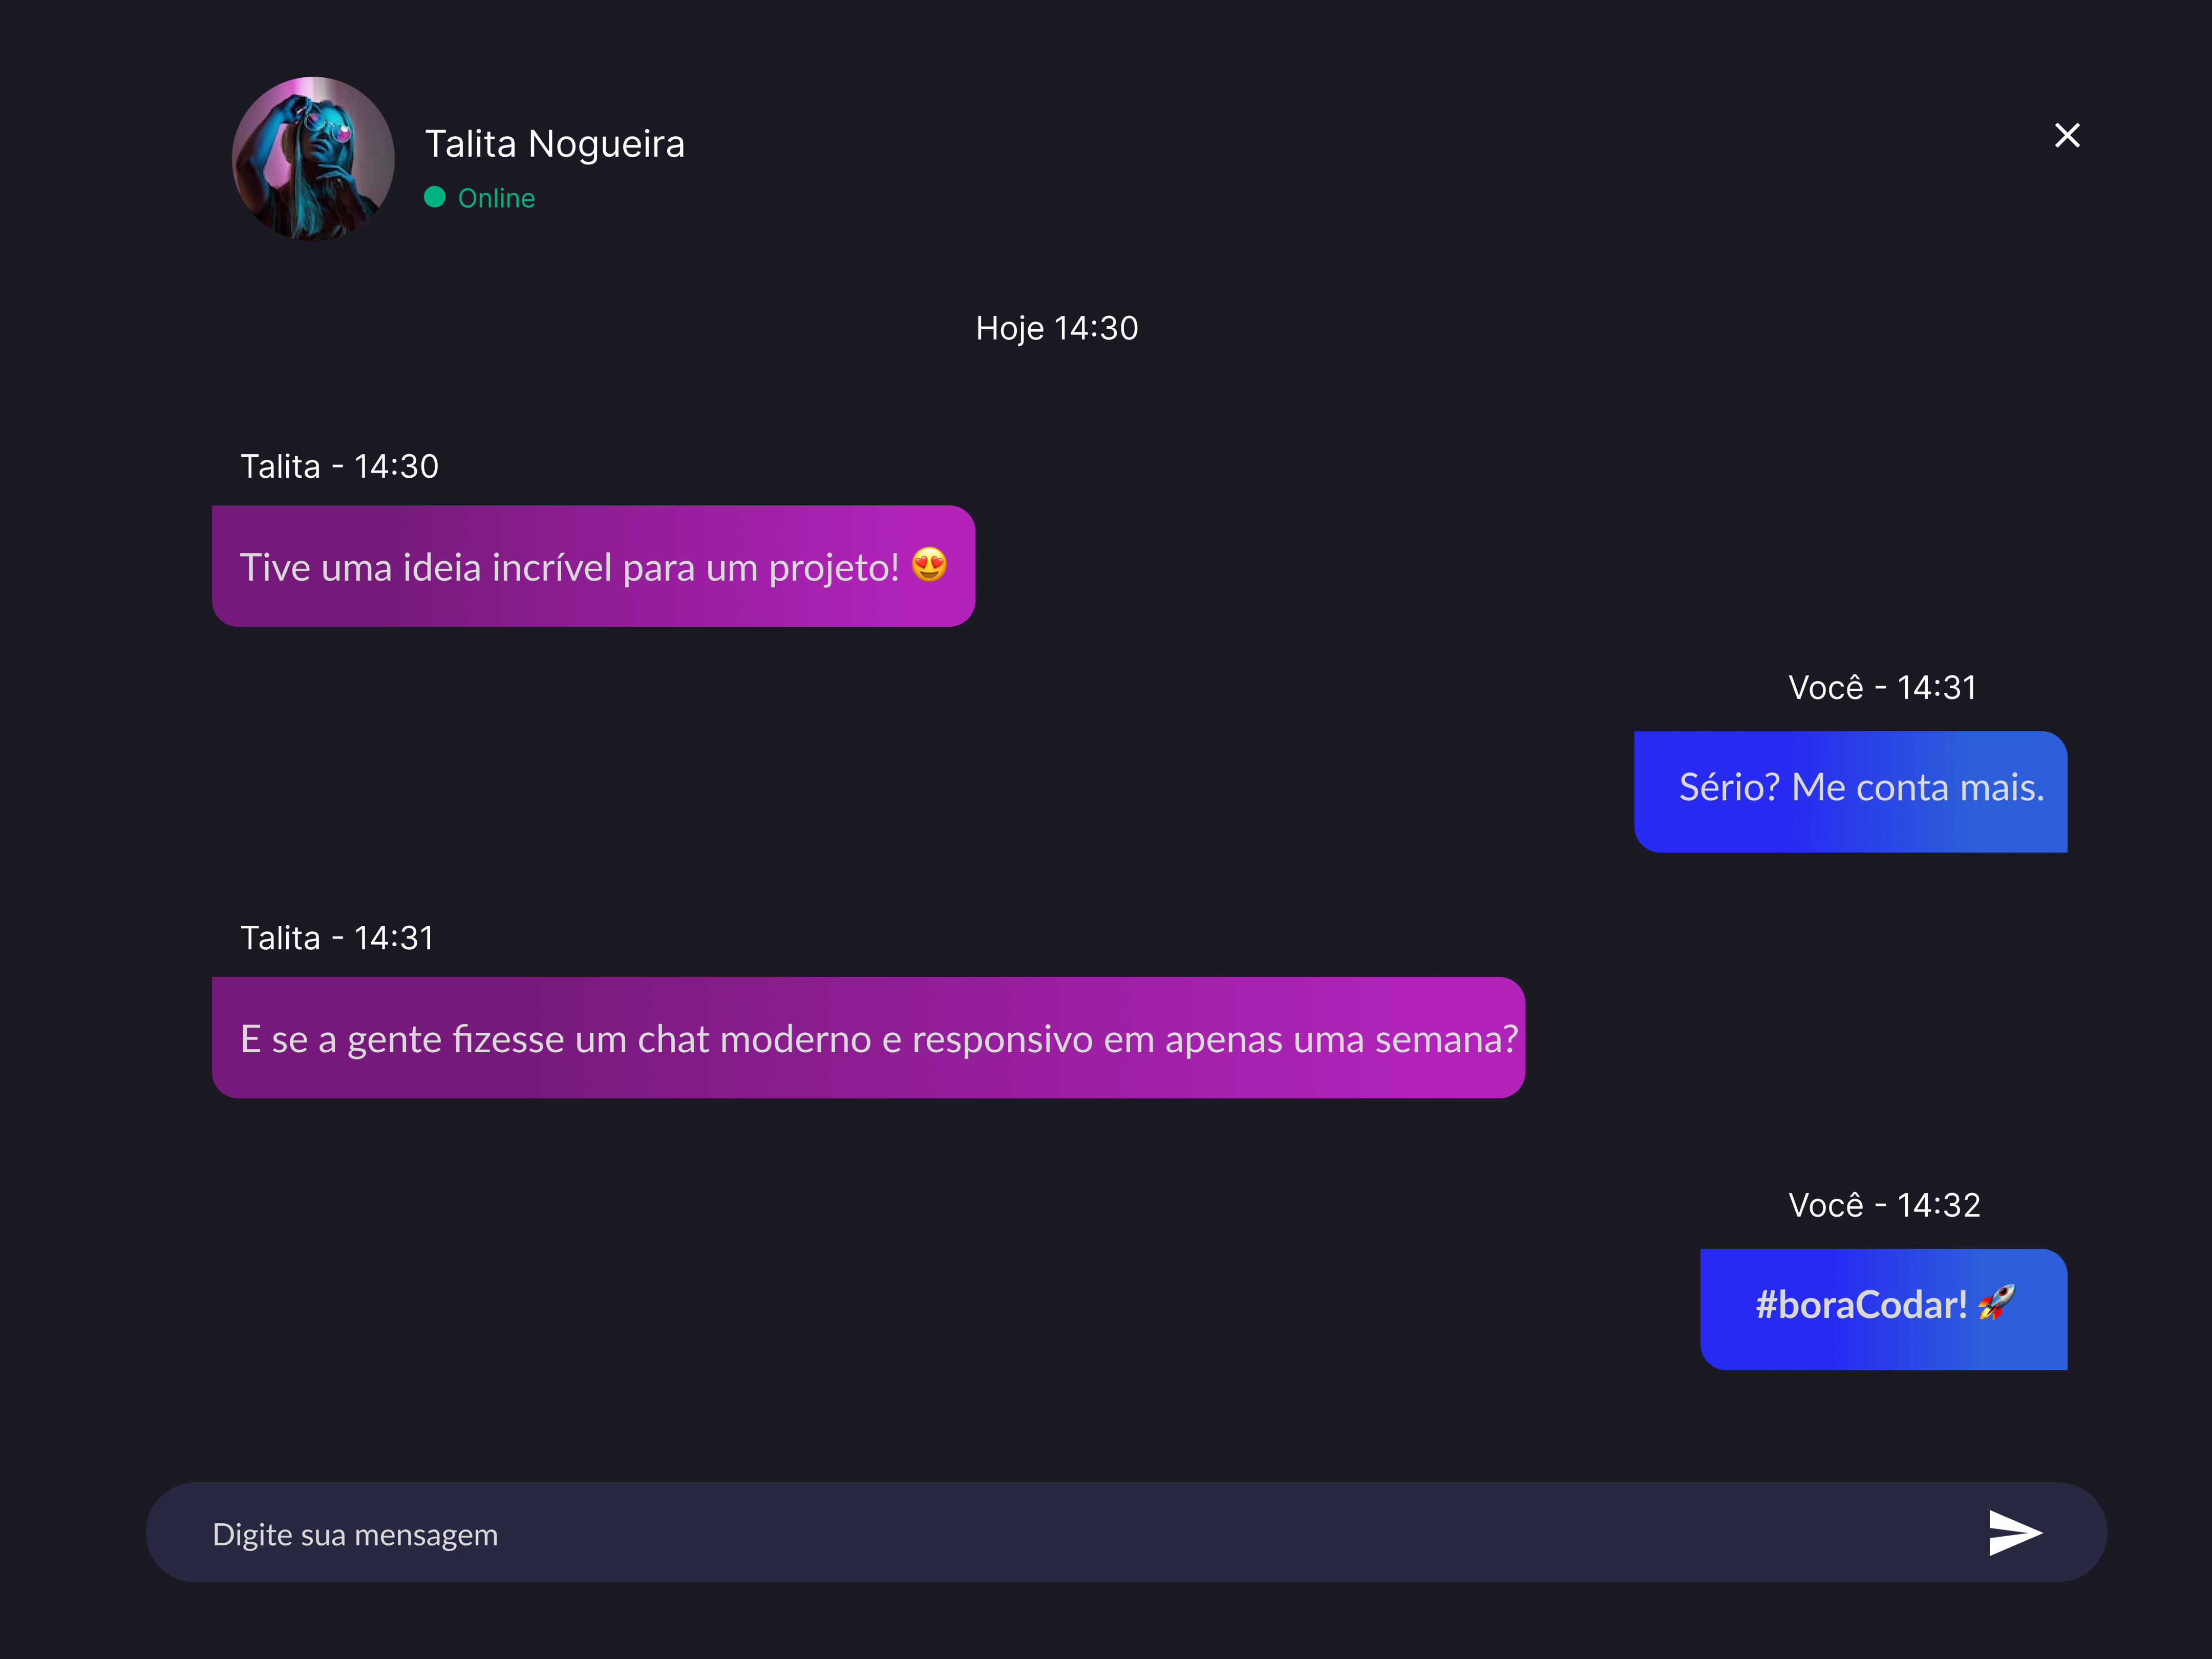 Talita Nogueira
Online
Hoje 14:30
Talita - 14:30
Tive uma ideia incrível para um projeto! 😍
Você - 14:31
Sério? Me conta mais.
Talita - 14:31
E se a gente fizesse um chat moderno e responsivo em apenas uma semana?
Você - 14:32
#boraCodar! 🚀
Digite sua mensagem